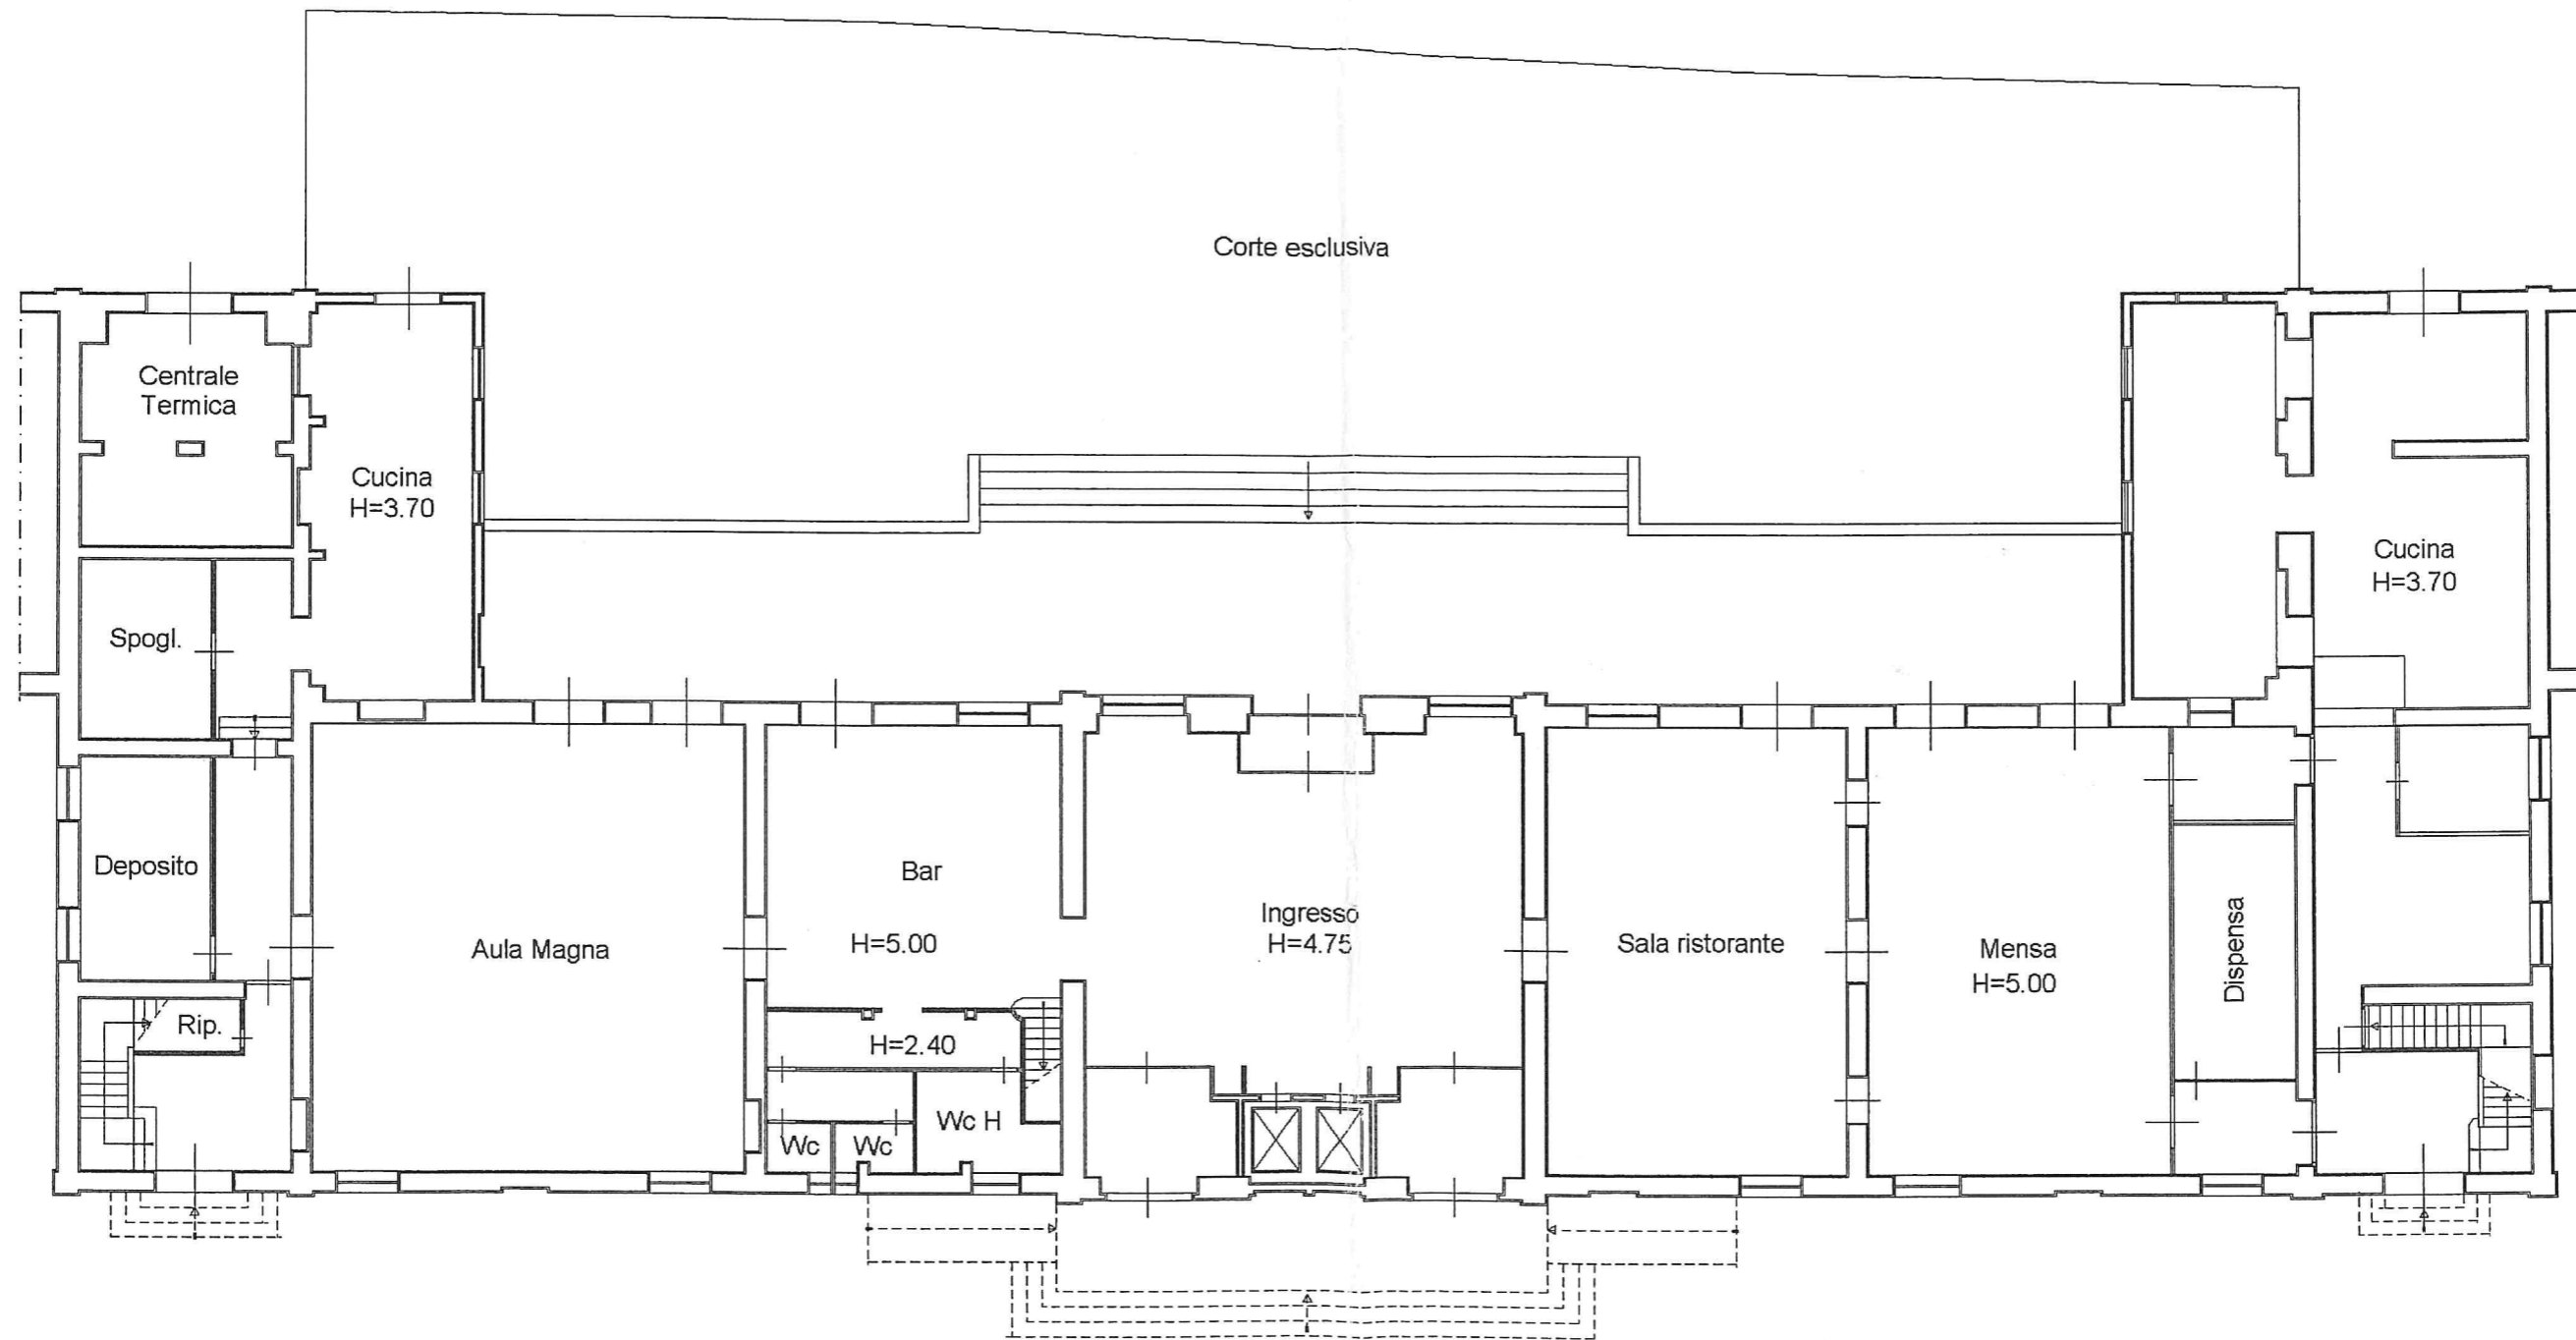 Corte esclusiva
Centrale
Termica
Cucina
H=3.70
Cucina
H=3.70
Spogl.
Deposito
Bar
H=5.00
Aula Magna
Ingresso
H=4.75
Sala ristorante
Mensa
H=5.00
Dispensa
Rip.
H=2.40
Wc H
Wc
Wc